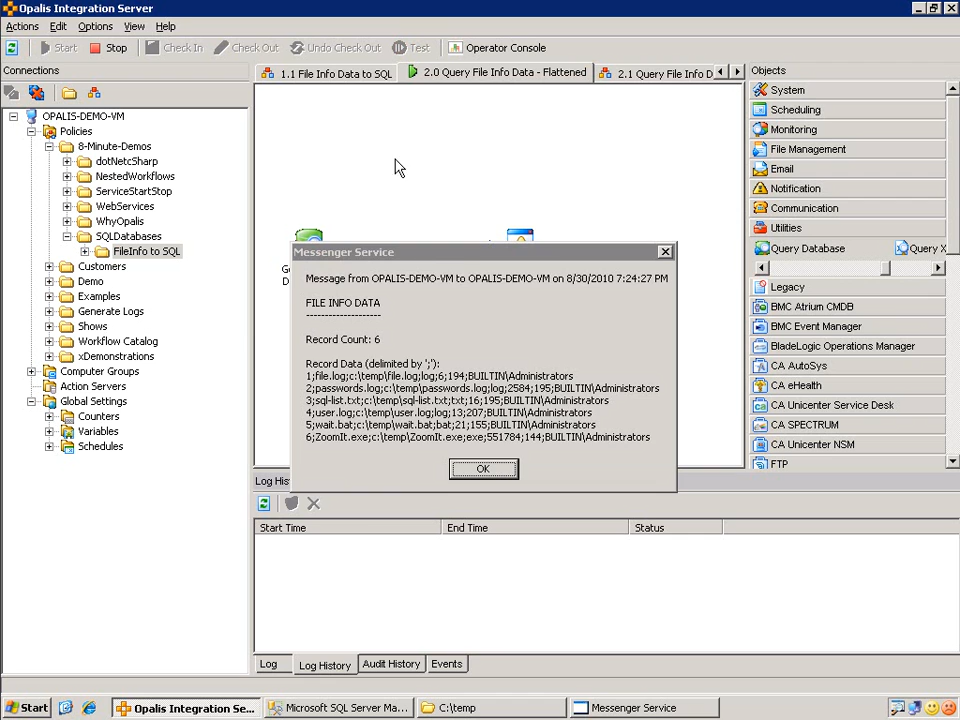 Opalis Integration Server
Actions Edit Options View Help
Start Stop Check In Check Out Undo Check Out Test Operator Console
Connections
1.1 File Info Data to SQL 2.0 Query File Info Data - Flattened 2.1 Query File Info D
Objects
OPALIS-DEMO-VM
Policies
8-Minute-Demos
dotNetcSharp
NestedWorkflows
ServiceStartStop
WebServices
WhyOpalis
SQLDatabases
FileInfo to SQL
Customers
Demo
Examples
Generate Logs
Shows
Workflow Catalog
xDemonstrations
Computer Groups
Action Servers
Global Settings
Counters
Variables
Schedules
Messenger Service
Message from OPALIS-DEMO-VM to OPALIS-DEMO-VM on 8/30/2010 7:24:27 PM
FILE INFO DATA
--------------------
Record Count: 6
Record Data (delimited by ';'):
1;file.log;c:\temp\file.log;log;6;194;BUILTIN\Administrators
2;passwords.log;c:\temp\passwords.log;log;2584;195;BUILTIN\Administrators
3;sql-list.txt;c:\temp\sql-list.txt;txt;16;195;BUILTIN\Administrators
4;user.log;c:\temp\user.log;log;13;207;BUILTIN\Administrators
5;wait.bat;c:\temp\wait.bat;bat;21;155;BUILTIN\Administrators
6;ZoomIt.exe;c:\temp\ZoomIt.exe;exe;551784;144;BUILTIN\Administrators
OK
System
Scheduling
Monitoring
File Management
Email
Notification
Communication
Utilities
Query Database Query X
Legacy
BMC Atrium CMDB
BMC Event Manager
BladeLogic Operations Manager
CA AutoSys
CA eHealth
CA Unicenter Service Desk
CA SPECTRUM
CA Unicenter NSM
FTP
Log His
Start Time End Time Status
Log Log History Audit History Events
Start Opalis Integration Se... Microsoft SQL Server Ma... C:\temp Messenger Service